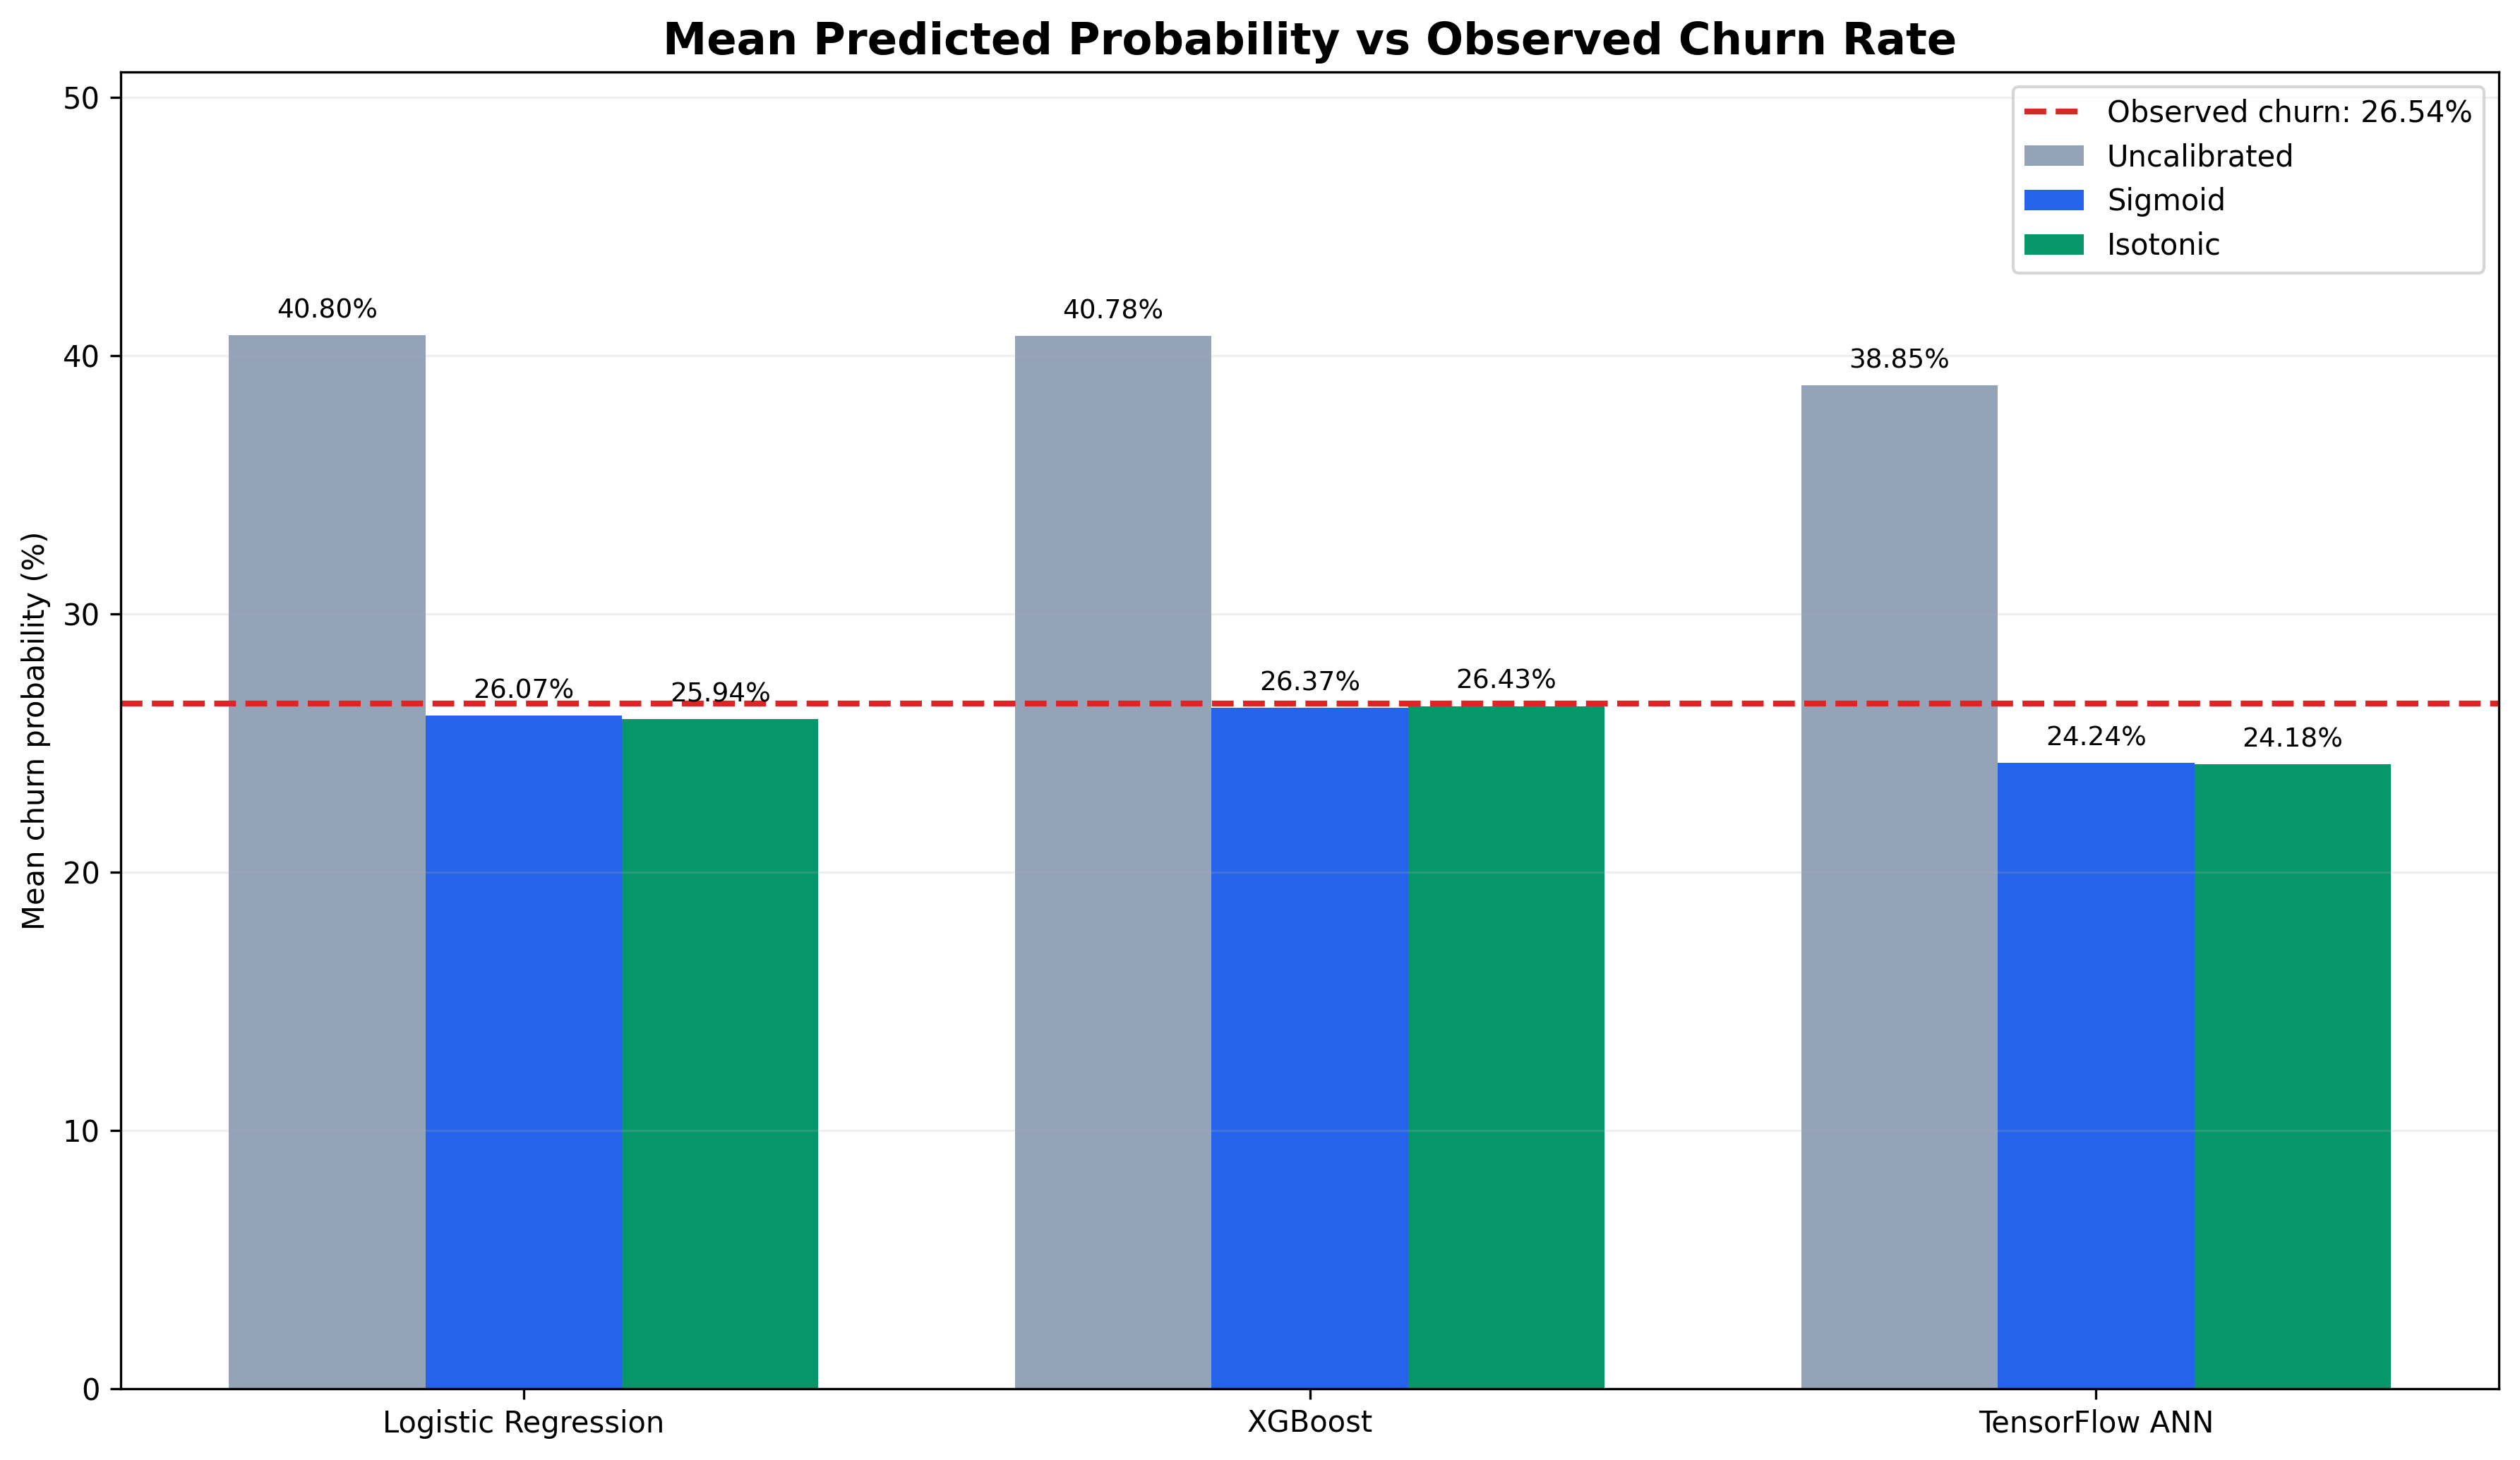 Mean Predicted Probability vs Observed Churn Rate
Mean churn probability (%)
50
40
30
20
10
0
Observed churn: 26.54%
Uncalibrated
Sigmoid
Isotonic
40.80%
26.07%
25.94%
40.78%
26.37%
26.43%
38.85%
24.24%
24.18%
Logistic Regression
XGBoost
TensorFlow ANN